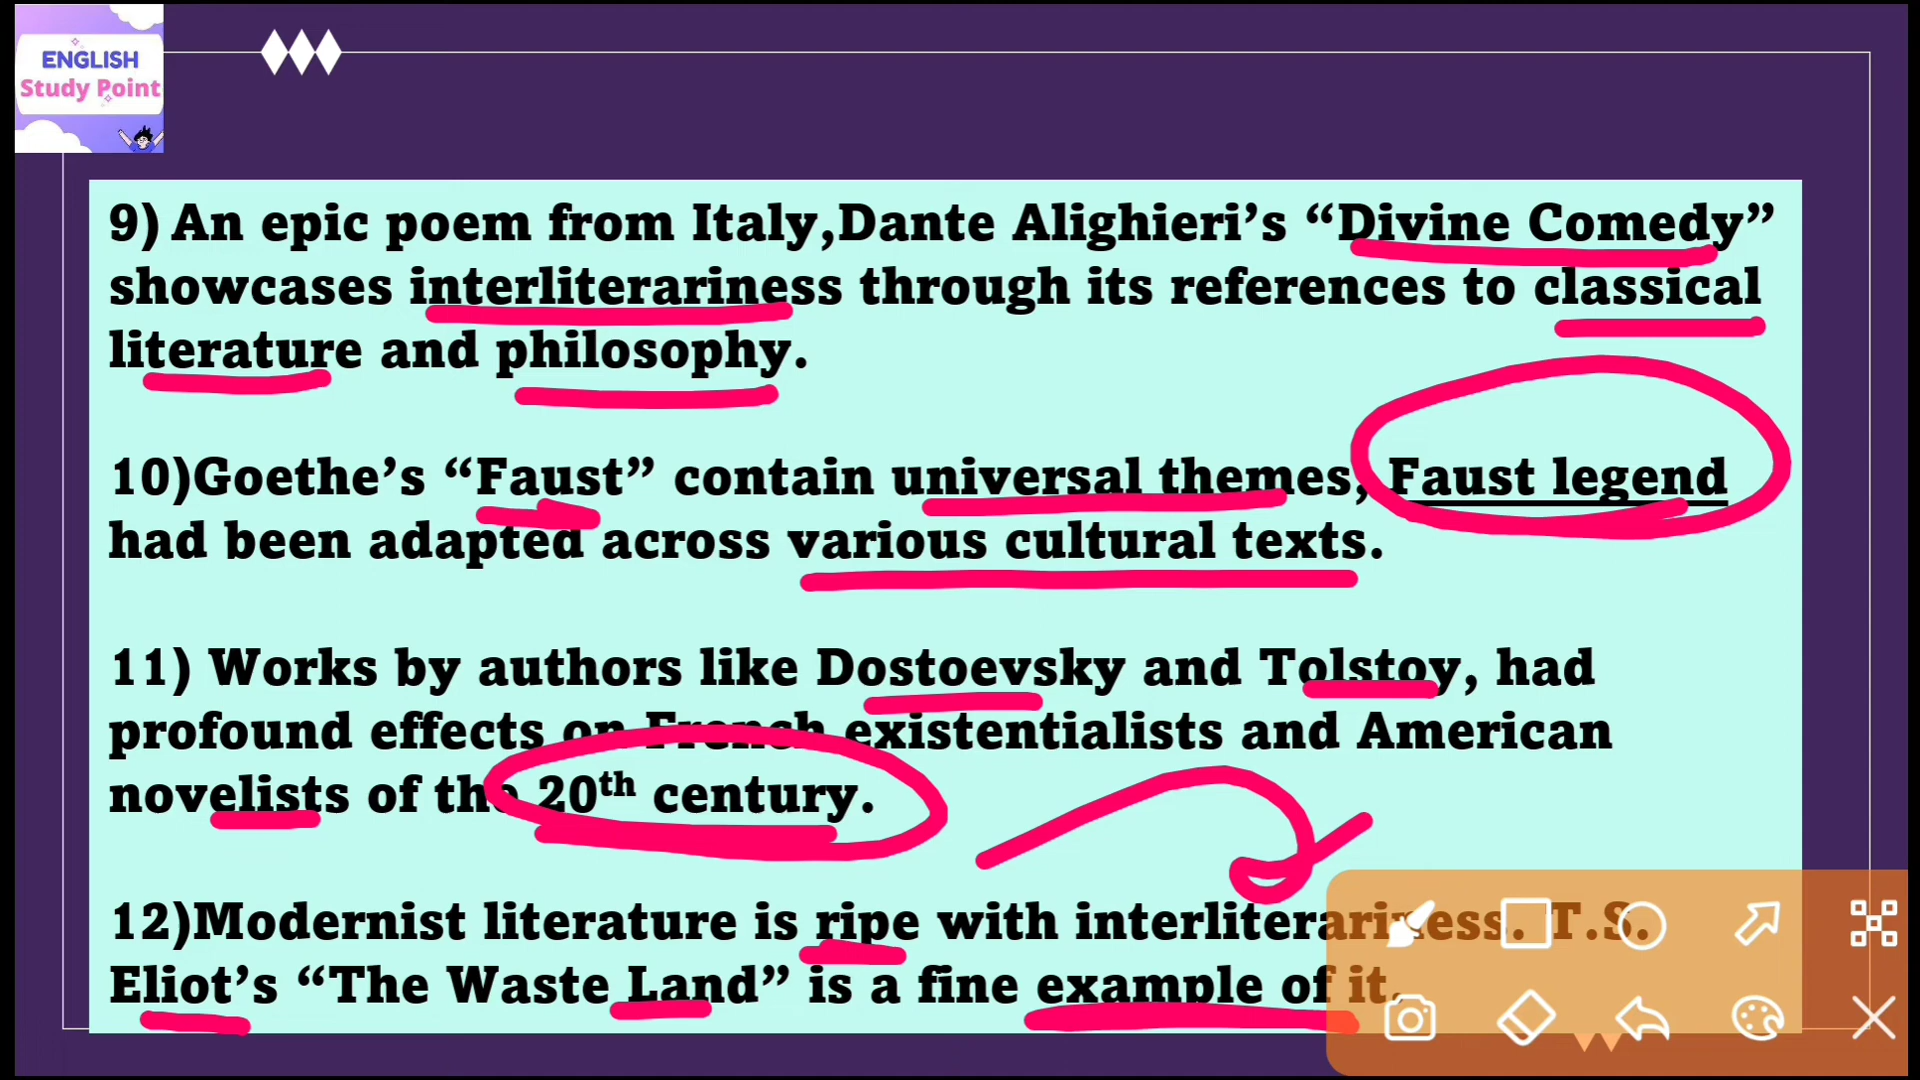 ENGLISH
Study Point
9) An epic poem from Italy,Dante Alighieri’s “Divine Comedy”
showcases interliterariness through its references to classical
literature and philosophy.
10)Goethe’s “Faust” contain universal themes, Faust legend
had been adapted across various cultural texts.
11) Works by authors like Dostoevsky and Tolstoy, had
profound effects on French existentialists and American
novelists of the 20th century.
12)Modernist literature is ripe with interliterariness. T.S.
Eliot’s “The Waste Land” is a fine example of it.